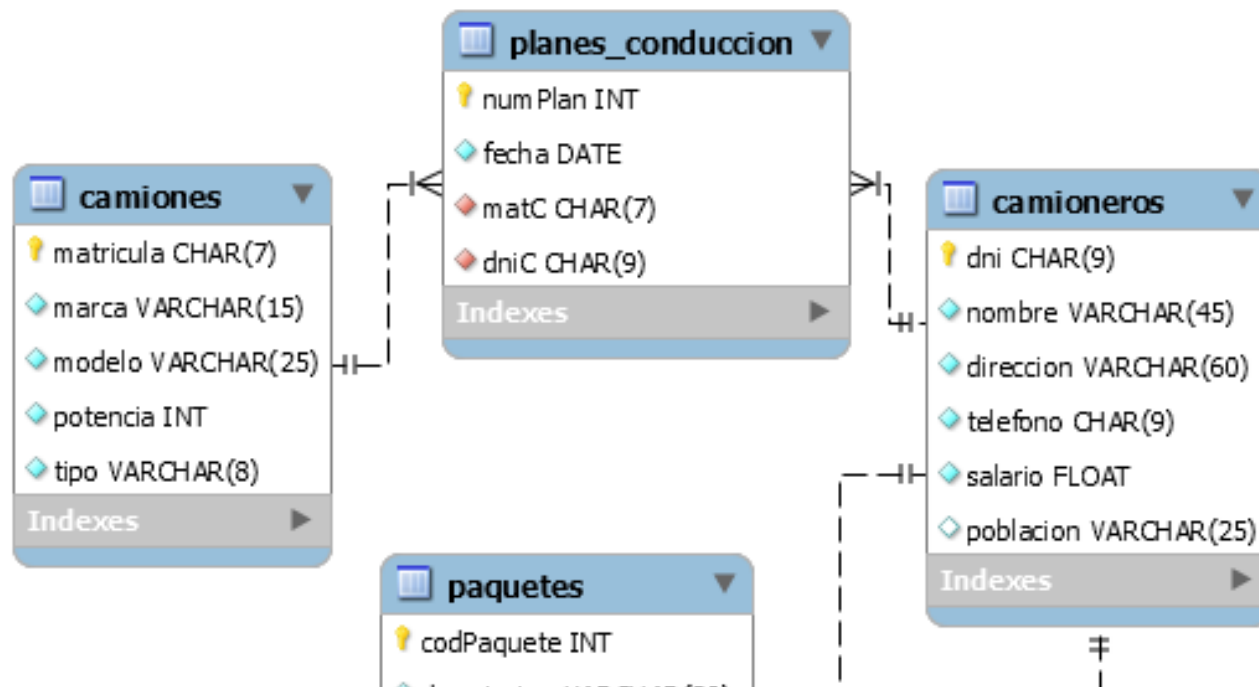 planes_conduccion
numPlan INT
fecha DATE
matC CHAR(7)
dniC CHAR(9)
Indexes
camiones
matricula CHAR(7)
marca VARCHAR(15)
modelo VARCHAR(25)
potencia INT
tipo VARCHAR(8)
Indexes
camioneros
dni CHAR(9)
nombre VARCHAR(45)
direccion VARCHAR(60)
telefono CHAR(9)
salario FLOAT
poblacion VARCHAR(25)
Indexes
paquetes
codPaquete INT